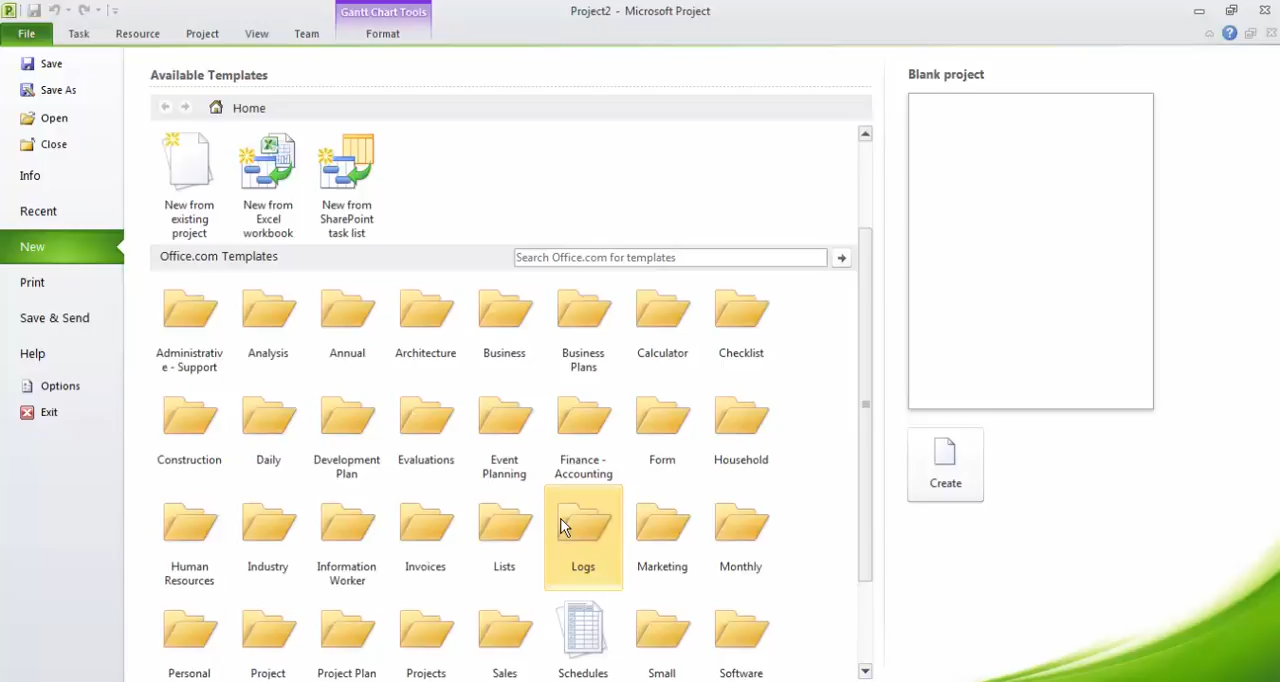 Gantt Chart Tools
Project2 - Microsoft Project
File Task Resource Project View Team Format
Save
Save As
Open
Close
Info
Recent
New
Print
Save & Send
Help
Options
Exit
Available Templates
Home
New from
existing
project
New from
Excel
workbook
New from
SharePoint
task list
Office.com Templates
Search Office.com for templates
Administrativ
e - Support
Analysis
Annual
Architecture
Business
Business
Plans
Calculator
Checklist
Construction
Daily
Development
Plan
Evaluations
Event
Planning
Finance -
Accounting
Form
Household
Human
Resources
Industry
Information
Worker
Invoices
Lists
Logs
Marketing
Monthly
Personal
Project
Project Plan
Projects
Sales
Schedules
Small
Software
Blank project
Create